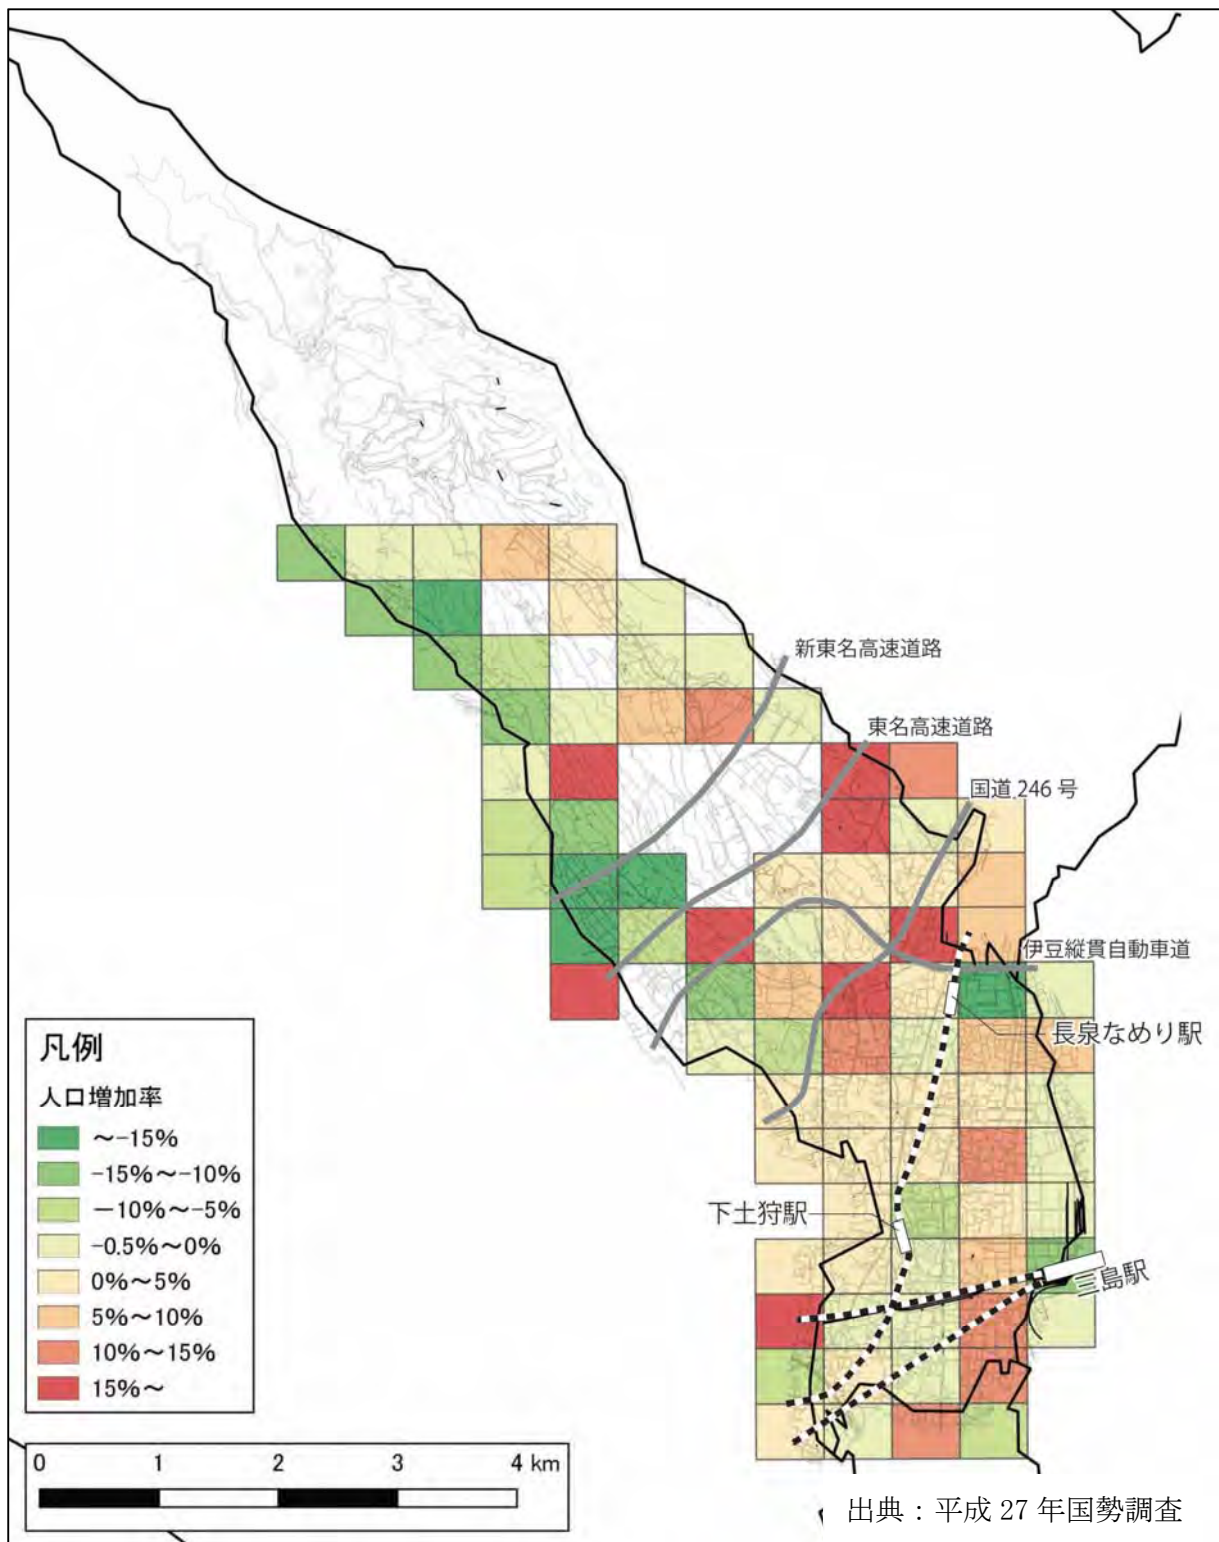 新東名高速道路
東名高速道路
国道 246 号
伊豆縦貫自動車道
長泉なめり駅
下土狩駅
三島駅
凡例
人口増加率
～-15%
-15%～-10%
－10%～-5%
-0.5%～0%
0%～5%
5%～10%
10%～15%
15%～
0 1 2 3 4 km
出典：平成 27 年国勢調査